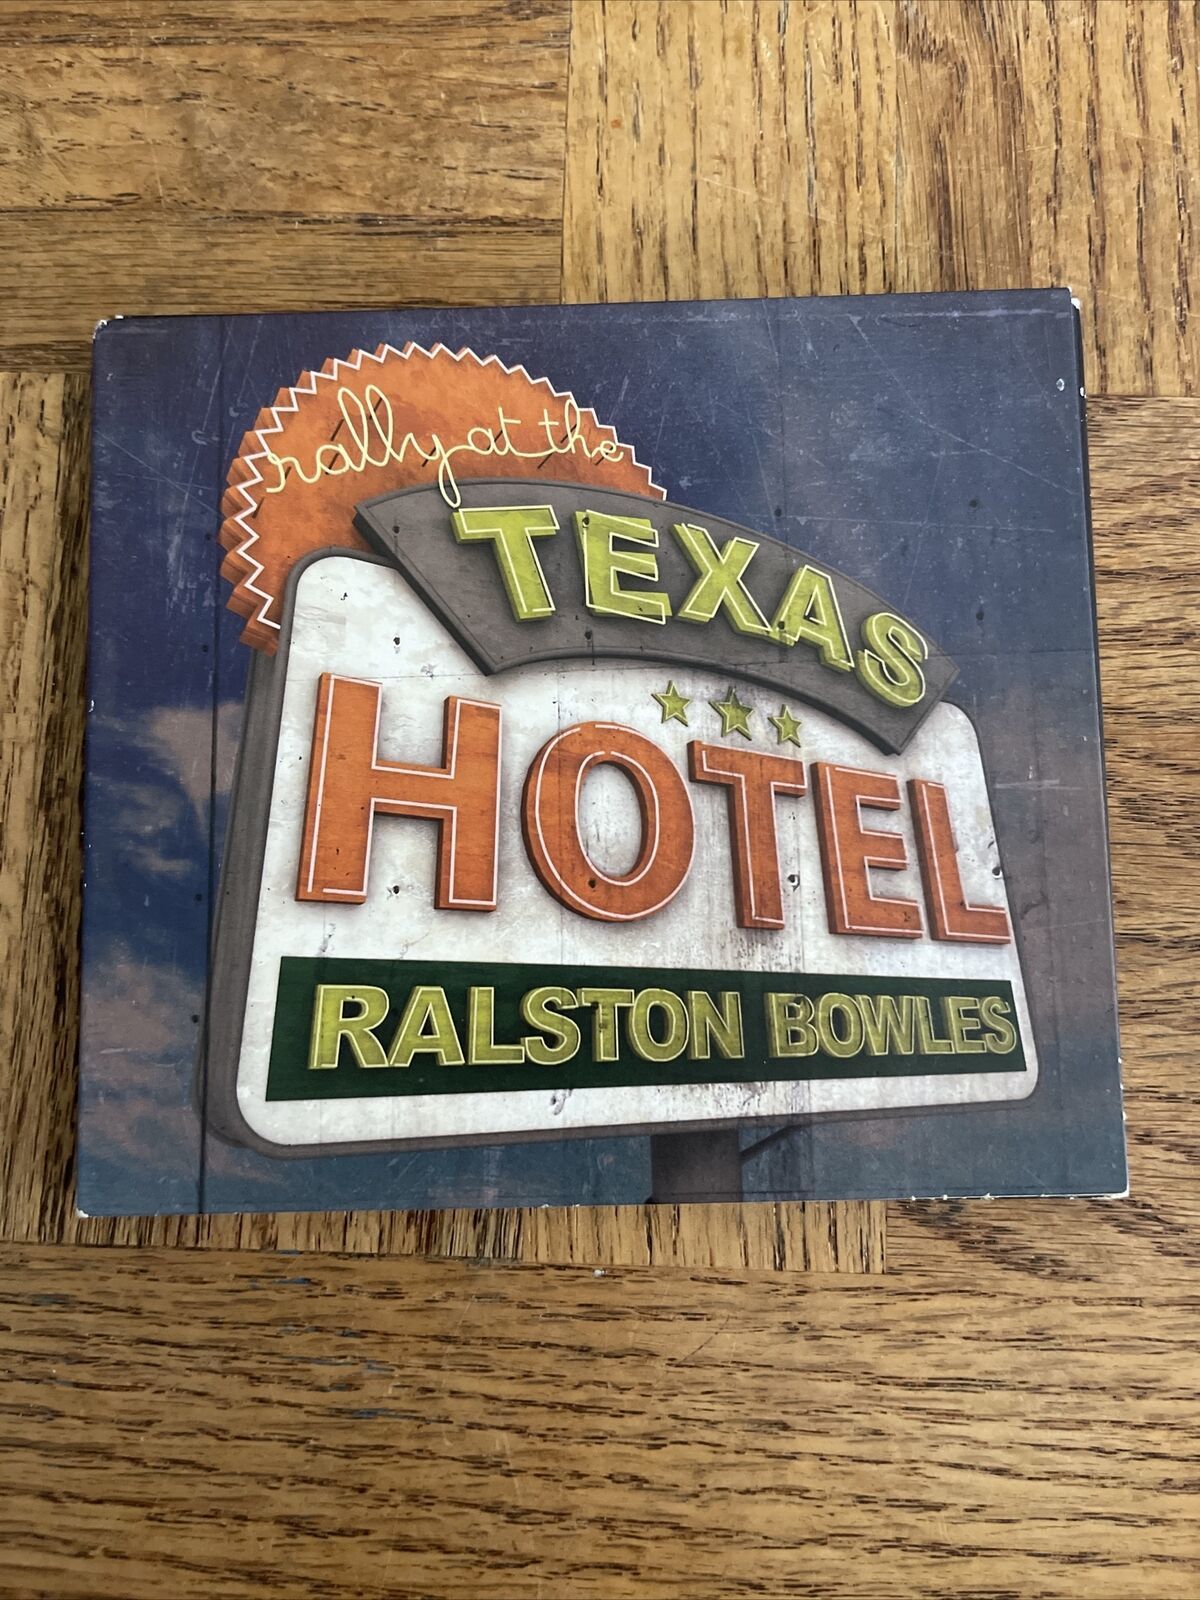 rally at the
TEXAS
HOTEL
RALSTON BOWLES